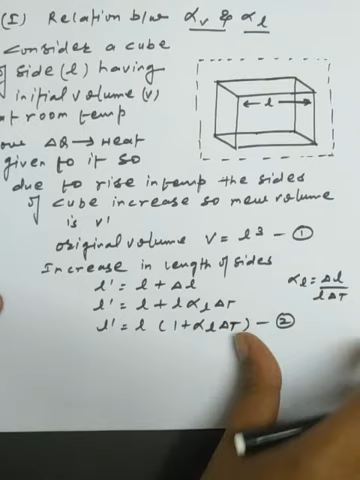 (I) Relation b/w αᵥ & αₗ
Consider a cube
of side (l) having
initial volume (v)
at room temp
now ΔQ → Heat
given to it so
due to rise in temp the sides
of cube increase so new volume
is v'
original volume V = l³ — ①
Increase in length of sides
l' = l + Δl
l' = l + l αₗ ΔT
l' = l (1 + αₗ ΔT) — ②
αₗ = Δl / lΔT
← l →